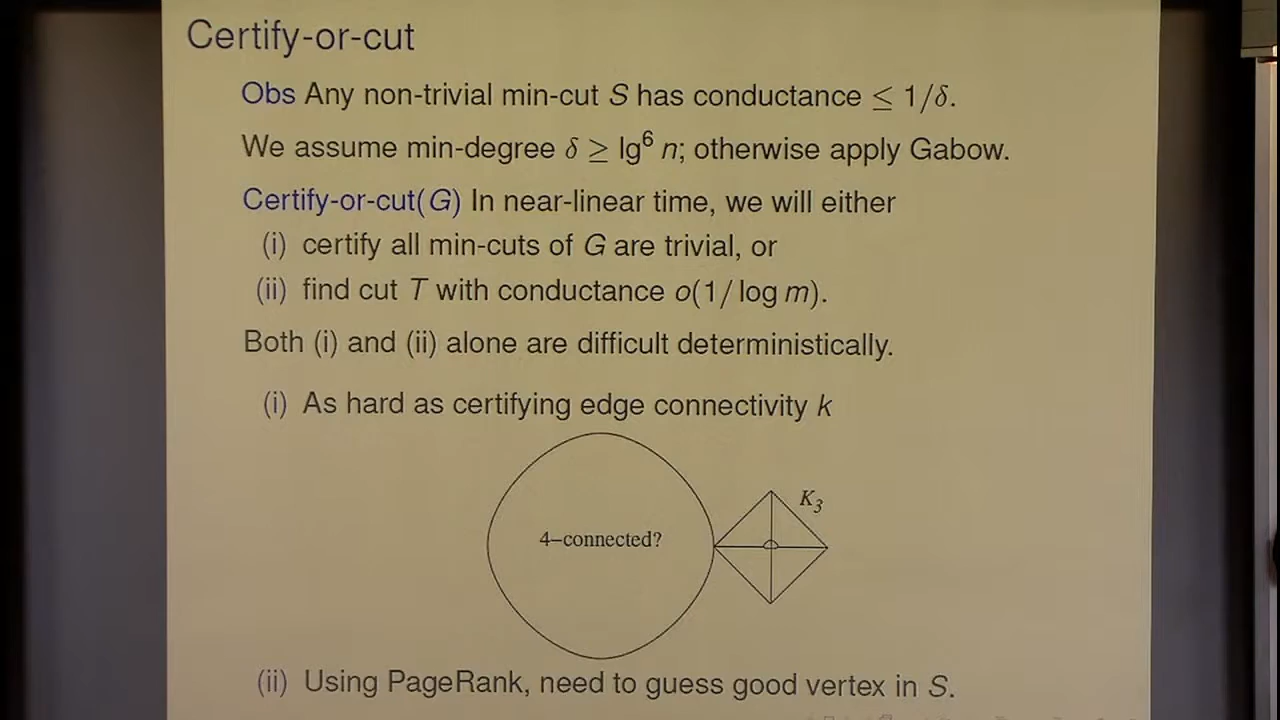 Certify-or-cut
Obs Any non-trivial min-cut S has conductance ≤ 1/δ.
We assume min-degree δ ≥ lg⁶ n; otherwise apply Gabow.
Certify-or-cut(G) In near-linear time, we will either
(i) certify all min-cuts of G are trivial, or
(ii) find cut T with conductance o(1/ log m).
Both (i) and (ii) alone are difficult deterministically.
(i) As hard as certifying edge connectivity k
K₃
4–connected?
(ii) Using PageRank, need to guess good vertex in S.